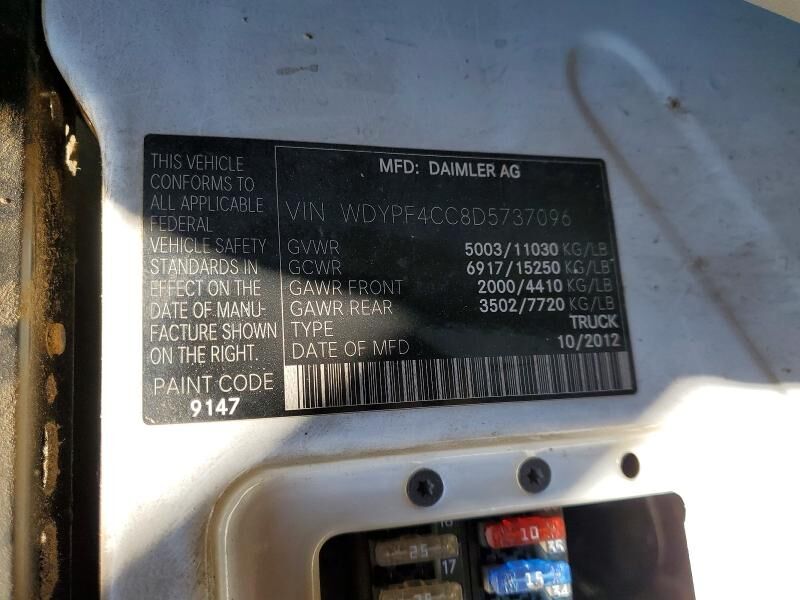 THIS VEHICLE
CONFORMS TO
ALL APPLICABLE
FEDERAL
VEHICLE SAFETY
STANDARDS IN
EFFECT ON THE
DATE OF MANU-
FACTURE SHOWN
ON THE RIGHT.
PAINT CODE
9147
MFD: DAIMLER AG
VIN WDYPF4CC8D5737096
GVWR 5003/11030 KG/LB
GCWR 6917/15250 KG/LB
GAWR FRONT 2000/4410 KG/LB
GAWR REAR 3502/7720 KG/LB
TYPE TRUCK
DATE OF MFD 10/2012
10
35
25
17
15
34